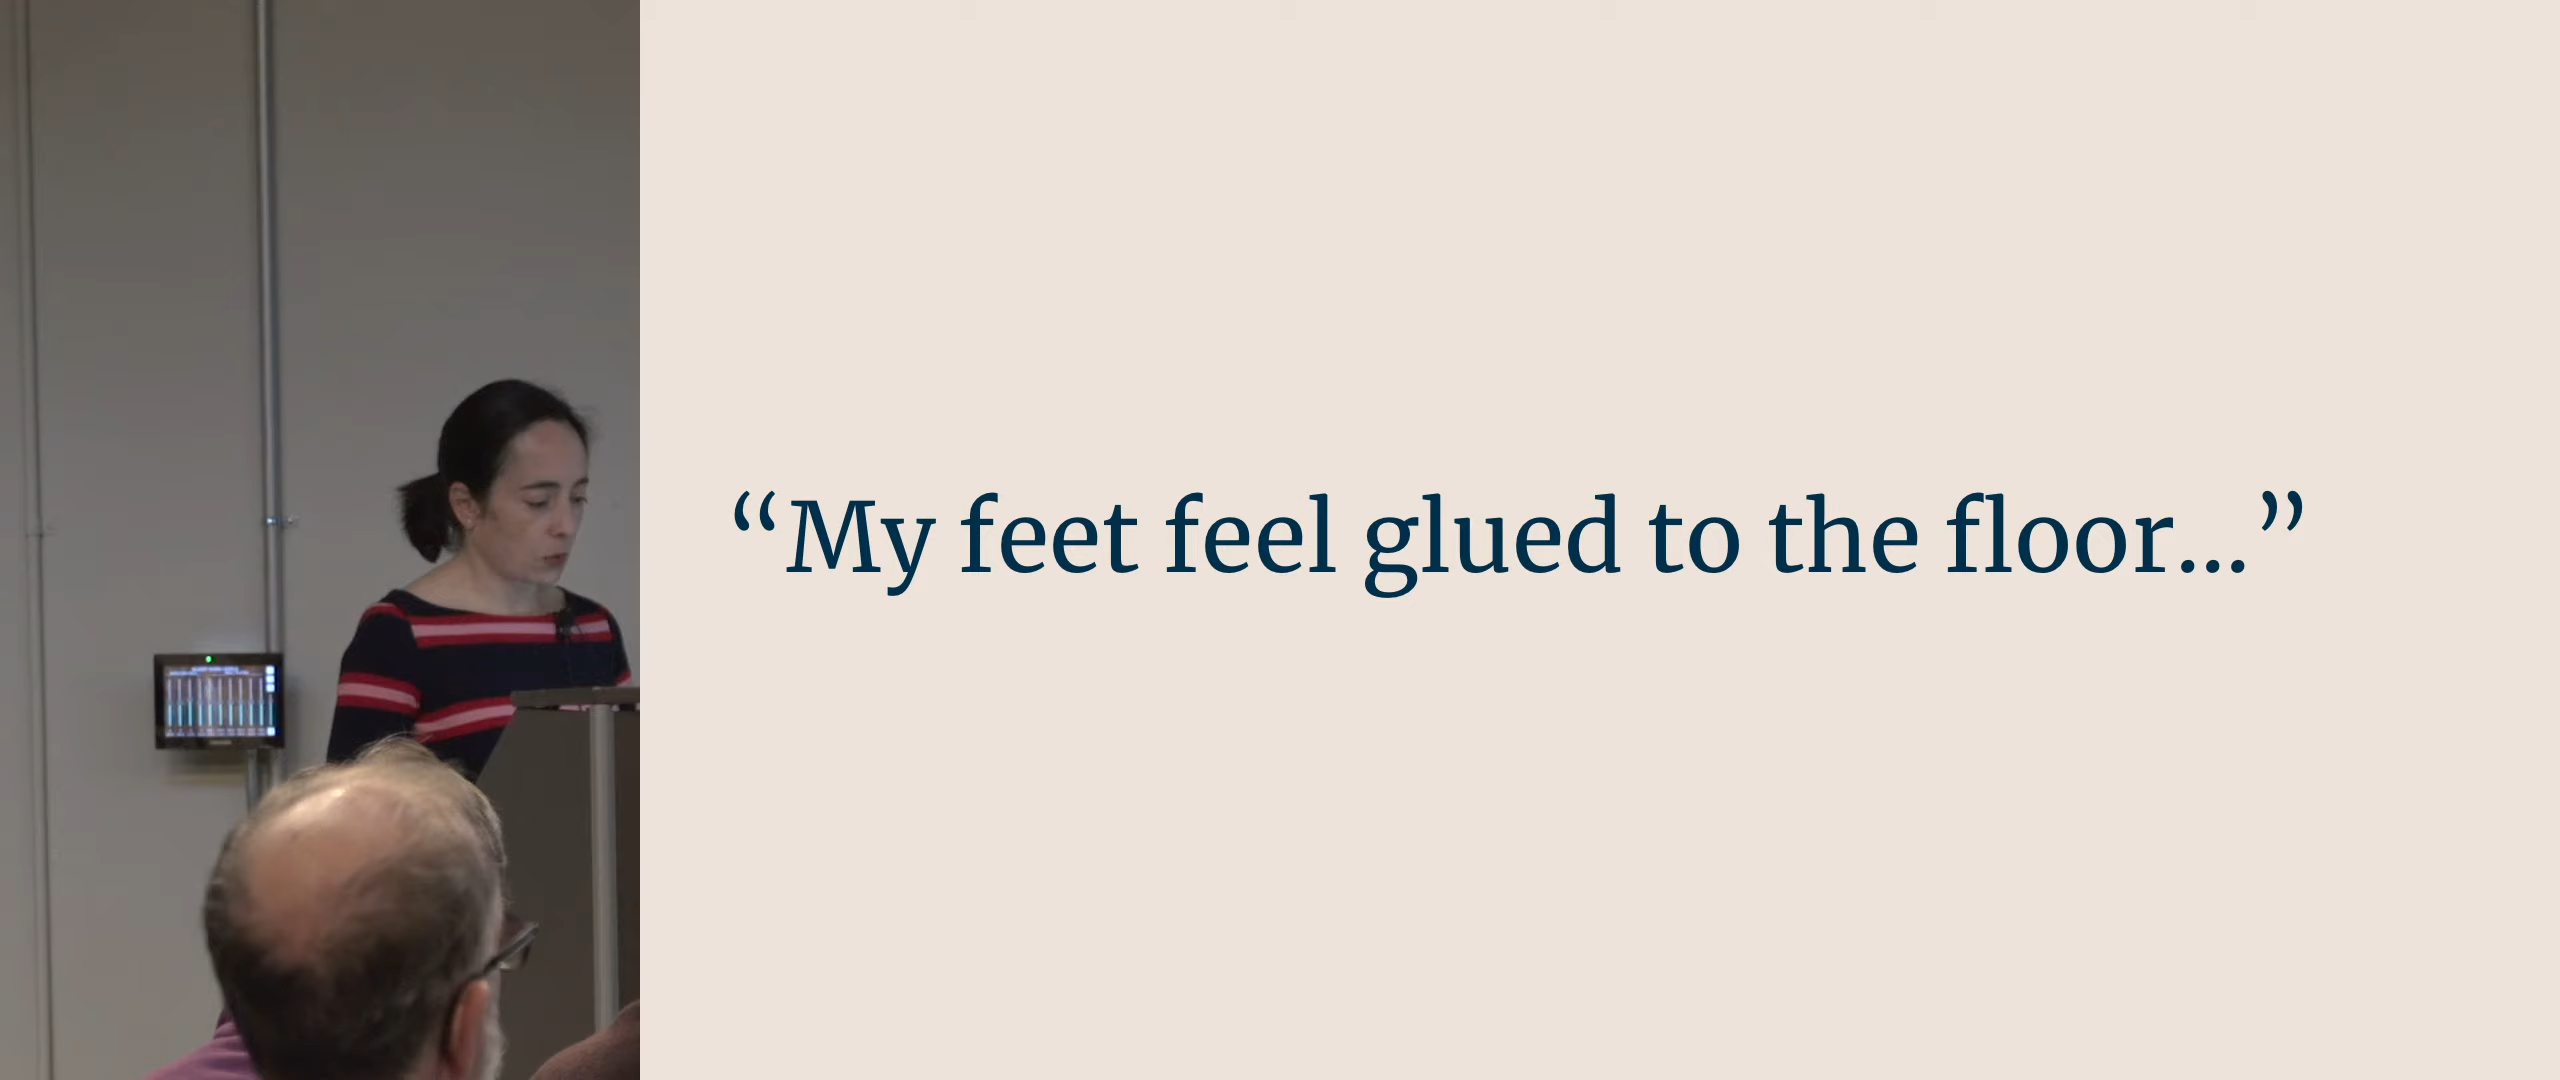 “My feet feel glued to the floor...”